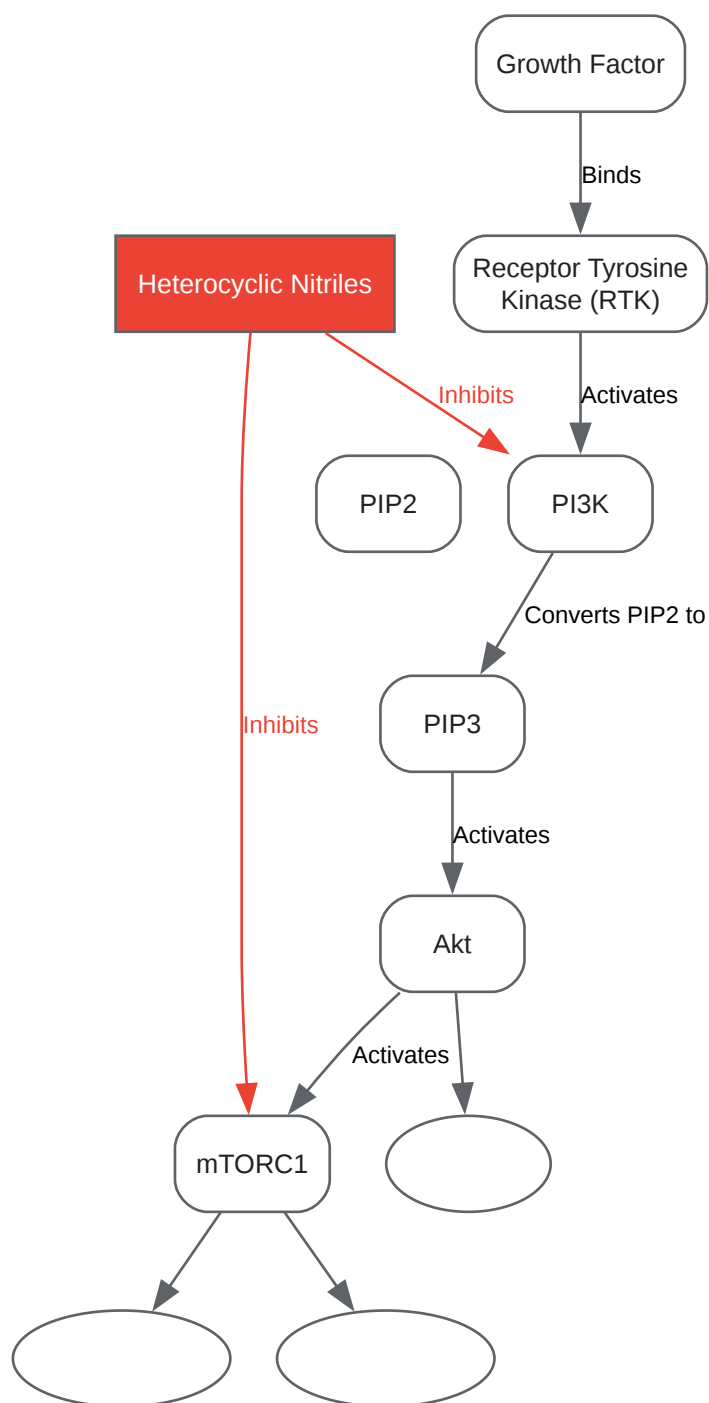 Growth Factor
Binds
Heterocyclic Nitriles
Receptor Tyrosine
Kinase (RTK)
Inhibits
Activates
PIP2
PI3K
Converts PIP2 to
PIP3
Inhibits
Activates
Akt
Activates
mTORC1